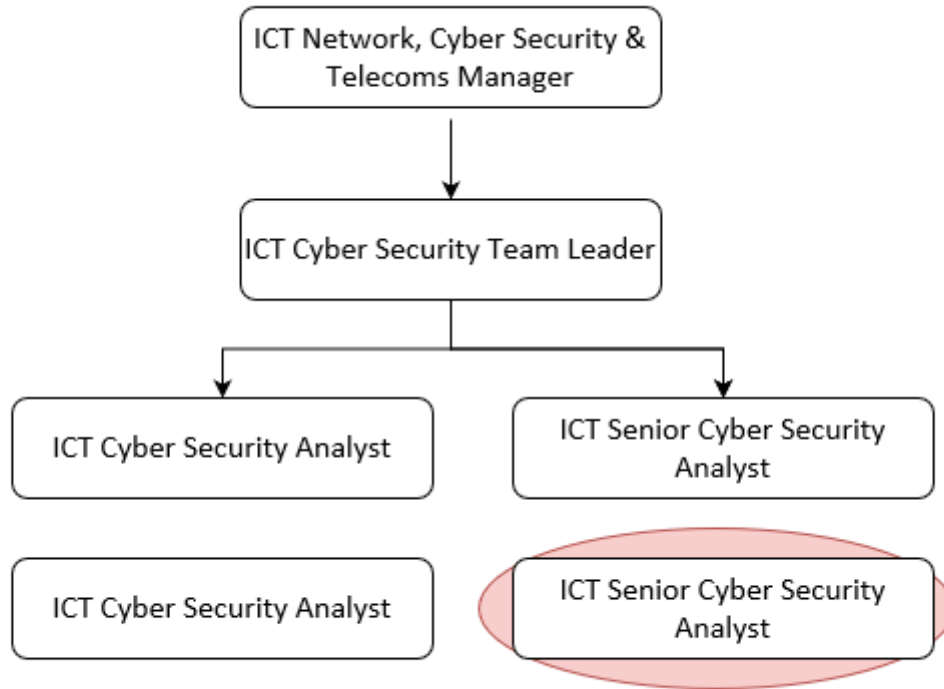 ICT Network, Cyber Security &
Telecoms Manager
ICT Cyber Security Team Leader
ICT Cyber Security Analyst
ICT Senior Cyber Security
Analyst
ICT Cyber Security Analyst
ICT Senior Cyber Security
Analyst